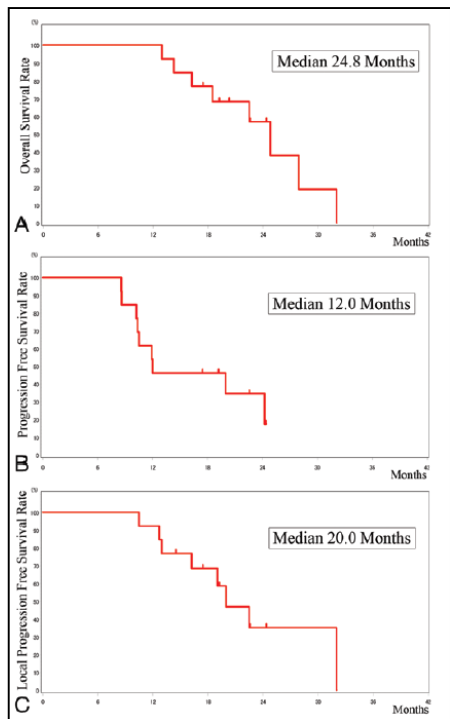 (%)
100
90
80
70
60
50
40
30
20
10
0
Overall Survival Rate
Median 24.8 Months
A
0 6 12 18 24 30 36 42
Months
(%)
100
90
80
70
60
50
40
30
20
10
0
Progression Free Survival Rate
Median 12.0 Months
B
0 6 12 18 24 30 36 42
Months
(%)
100
90
80
70
60
50
40
30
20
10
0
Local Progression Free Survival Rate
Median 20.0 Months
C
0 6 12 18 24 30 36 42
Months